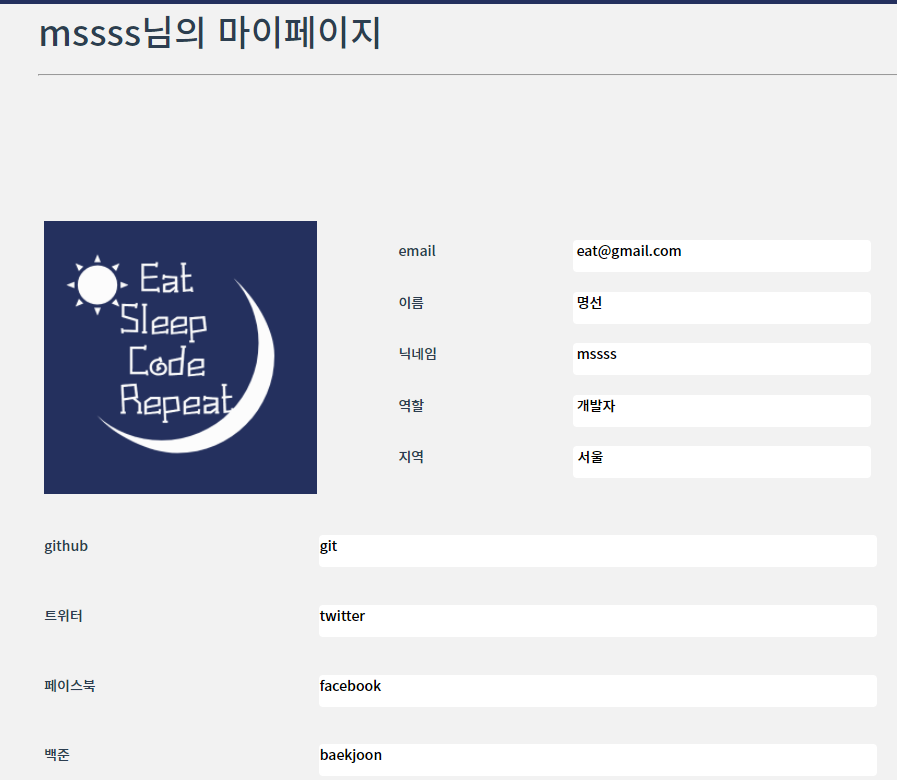 mssss님의 마이페이지
Eat
Sleep
Code
Repeat
email eat@gmail.com
이름 명선
닉네임 mssss
역할 개발자
지역 서울
github git
트위터 twitter
페이스북 facebook
백준 baekjoon